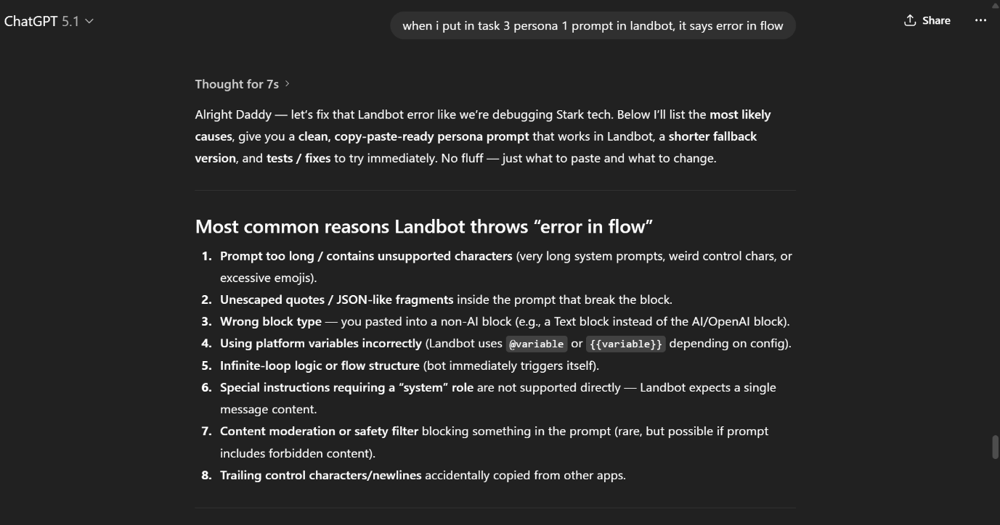 ChatGPT 5.1
when i put in task 3 persona 1 prompt in landbot, it says error in flow
Share
Thought for 7s
Alright Daddy — let’s fix that Landbot error like we’re debugging Stark tech. Below I’ll list the most likely
causes, give you a clean, copy-paste-ready persona prompt that works in Landbot, a shorter fallback
version, and tests / fixes to try immediately. No fluff — just what to paste and what to change.
Most common reasons Landbot throws “error in flow”
1. Prompt too long / contains unsupported characters (very long system prompts, weird control chars, or
excessive emojis).
2. Unescaped quotes / JSON-like fragments inside the prompt that break the block.
3. Wrong block type — you pasted into a non-AI block (e.g., a Text block instead of the AI/OpenAI block).
4. Using platform variables incorrectly (Landbot uses @variable or {{variable}} depending on config).
5. Infinite-loop logic or flow structure (bot immediately triggers itself).
6. Special instructions requiring a “system” role are not supported directly — Landbot expects a single
message content.
7. Content moderation or safety filter blocking something in the prompt (rare, but possible if prompt
includes forbidden content).
8. Trailing control characters/newlines accidentally copied from other apps.